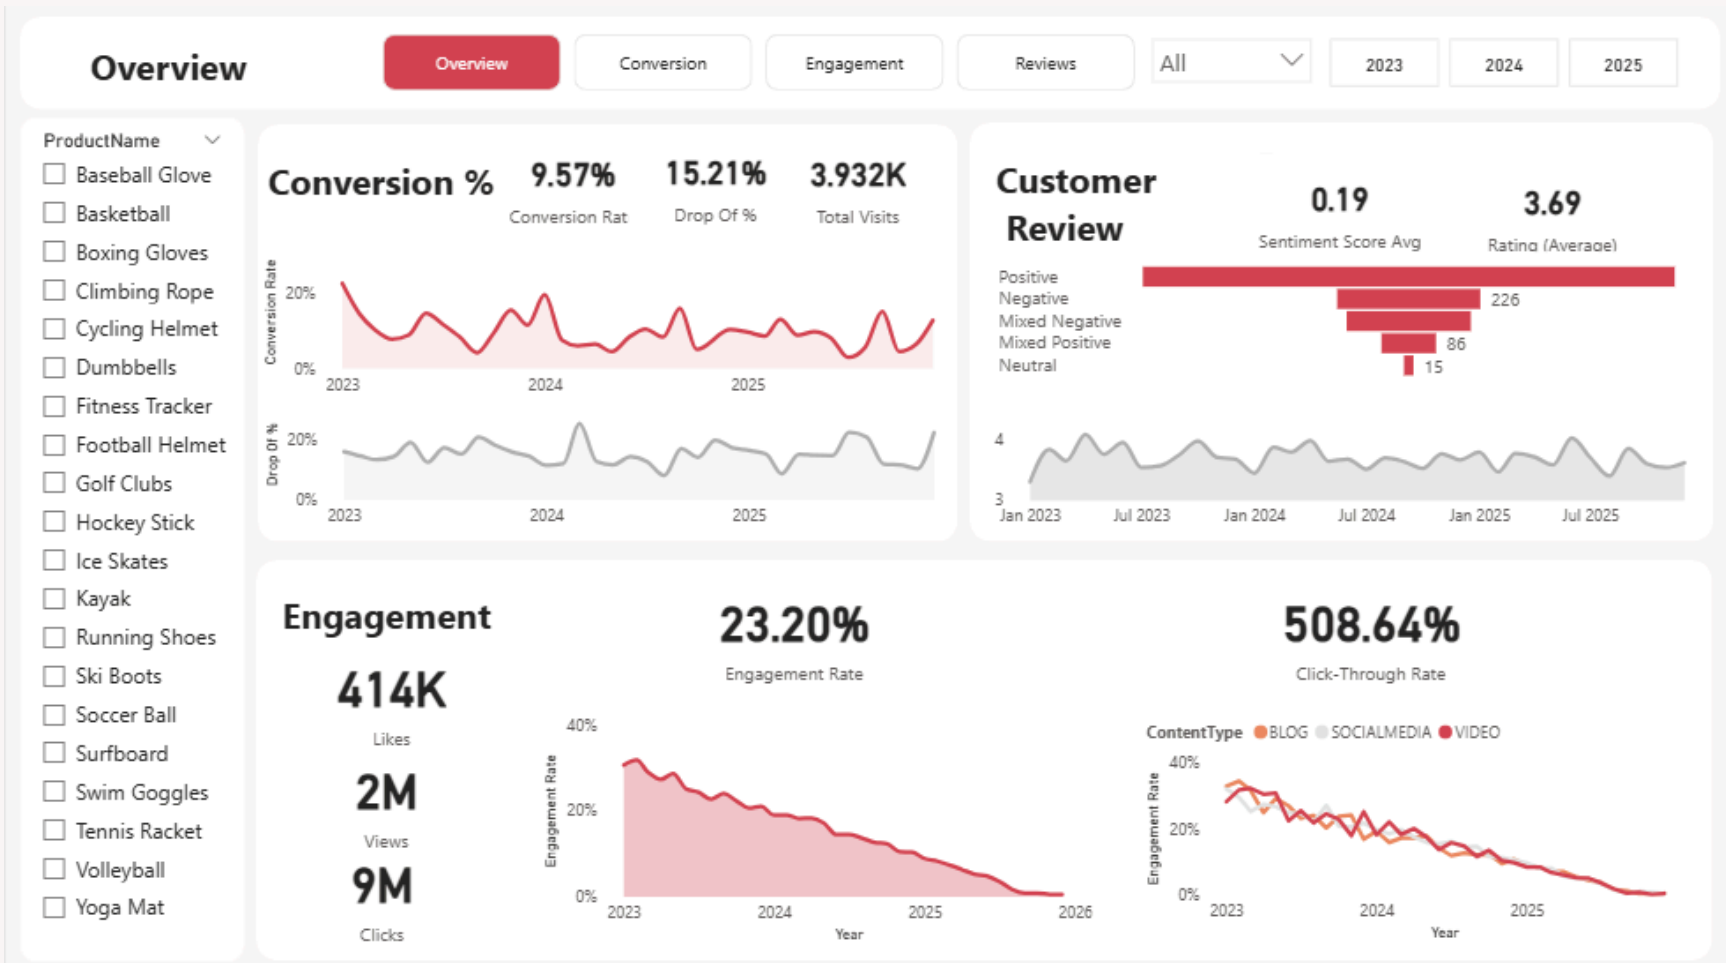 Overview
Overview
Conversion
Engagement
Reviews
All
2023
2024
2025
ProductName
Baseball Glove
Basketball
Boxing Gloves
Climbing Rope
Cycling Helmet
Dumbbells
Fitness Tracker
Football Helmet
Golf Clubs
Hockey Stick
Ice Skates
Kayak
Running Shoes
Ski Boots
Soccer Ball
Surfboard
Swim Goggles
Tennis Racket
Volleyball
Yoga Mat
Conversion %
9.57%
Conversion Rat
15.21%
Drop Of %
3.932K
Total Visits
Conversion Rate
20%
0%
2023
2024
2025
Drop Of %
20%
0%
2023
2024
2025
Customer
Review
0.19
Sentiment Score Avg
3.69
Rating (Average)
Positive
Negative
226
Mixed Negative
Mixed Positive
86
Neutral
15
4
3
Jan 2023
Jul 2023
Jan 2024
Jul 2024
Jan 2025
Jul 2025
Engagement
414K
Likes
2M
Views
9M
Clicks
23.20%
Engagement Rate
Engagement Rate
40%
20%
0%
2023
2024
2025
2026
Year
508.64%
Click-Through Rate
ContentType BLOG SOCIALMEDIA VIDEO
Engagement Rate
40%
20%
0%
2023
2024
2025
Year